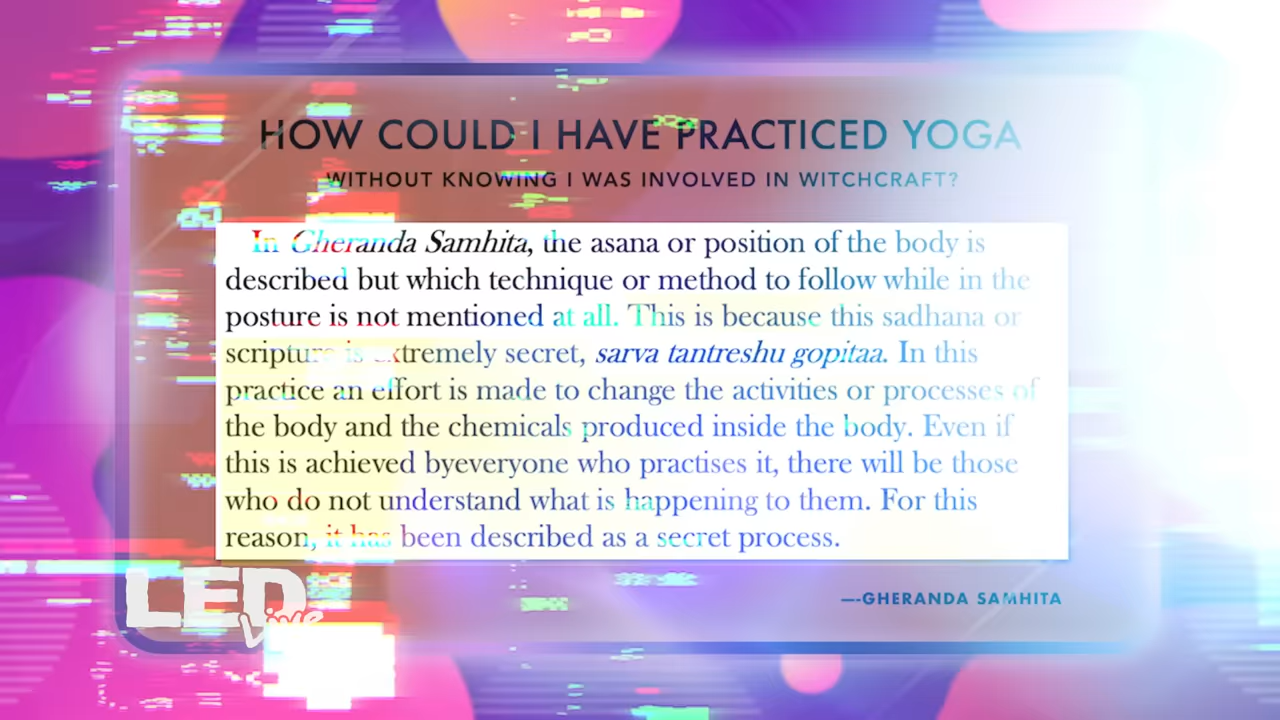 HOW COULD I HAVE PRACTICED YOGA
WITHOUT KNOWING I WAS INVOLVED IN WITCHCRAFT?
In Gheranda Samhita, the asana or position of the body is
described but which technique or method to follow while in the
posture is not mentioned at all. This is because this sadhana or
scripture is extremely secret, sarva tantreshu gopitaa. In this
practice an effort is made to change the activities or processes of
the body and the chemicals produced inside the body. Even if
this is achieved byeveryone who practises it, there will be those
who do not understand what is happening to them. For this
reason, it has been described as a secret process.
—-GHERANDA SAMHITA
LED
Live